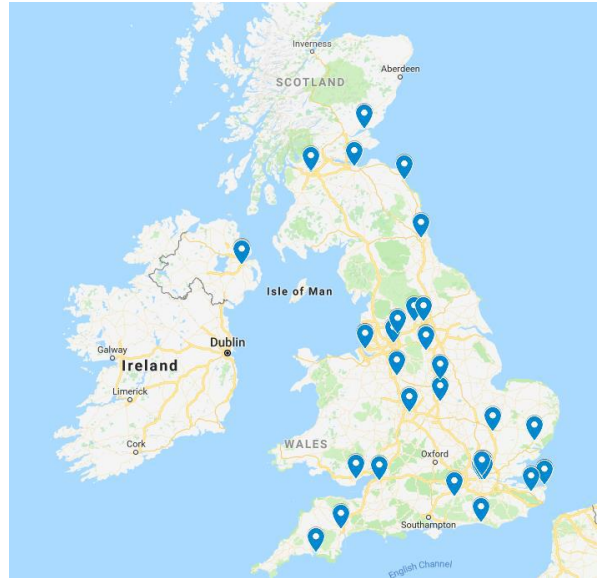 Inverness
Aberdeen
SCOTLAND
Isle of Man
Dublin
Galway
Ireland
Limerick
Cork
WALES
Oxford
Southampton
English Channel